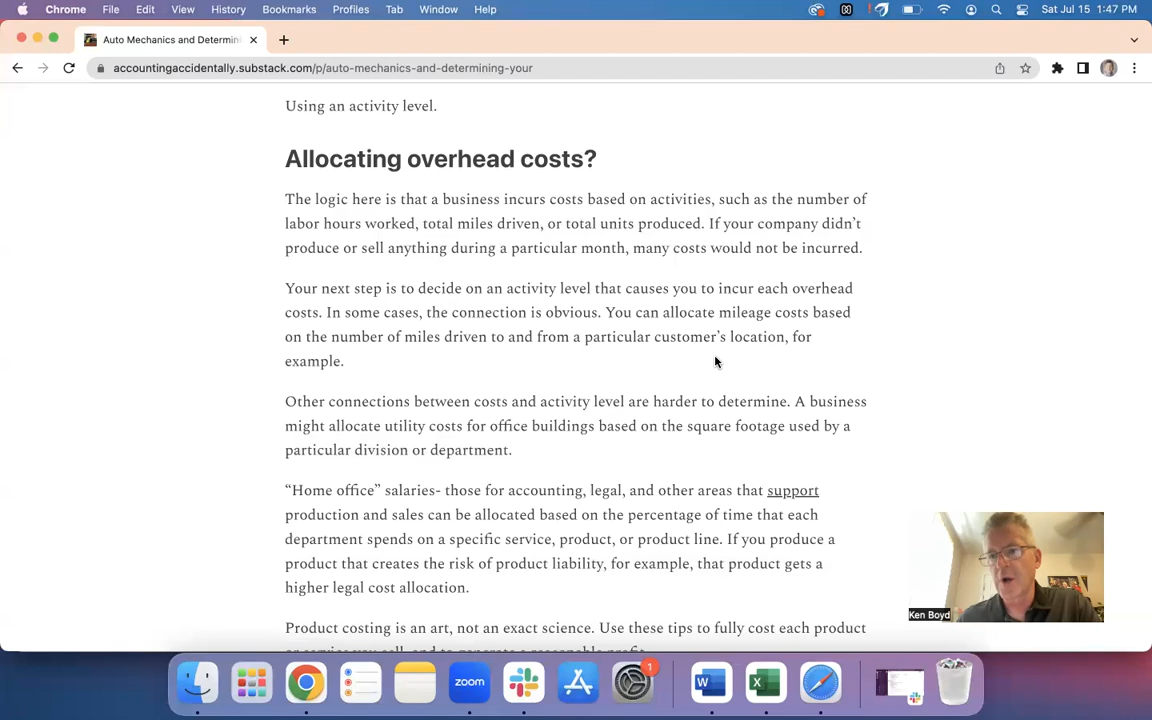 Chrome File Edit View History Bookmarks Profiles Tab Window Help Sat Jul 15 1:47 PM
Auto Mechanics and Determin
accountingaccidentally.substack.com/p/auto-mechanics-and-determining-your
Using an activity level.
Allocating overhead costs?
The logic here is that a business incurs costs based on activities, such as the number of
labor hours worked, total miles driven, or total units produced. If your company didn’t
produce or sell anything during a particular month, many costs would not be incurred.
Your next step is to decide on an activity level that causes you to incur each overhead
costs. In some cases, the connection is obvious. You can allocate mileage costs based
on the number of miles driven to and from a particular customer’s location, for
example.
Other connections between costs and activity level are harder to determine. A business
might allocate utility costs for office buildings based on the square footage used by a
particular division or department.
“Home office” salaries- those for accounting, legal, and other areas that support
production and sales can be allocated based on the percentage of time that each
department spends on a specific service, product, or product line. If you produce a
product that creates the risk of product liability, for example, that product gets a
higher legal cost allocation.
Ken Boyd
Product costing is an art, not an exact science. Use these tips to fully cost each product
or service you sell, and to generate a reasonable profit.
1
zoom
W
X